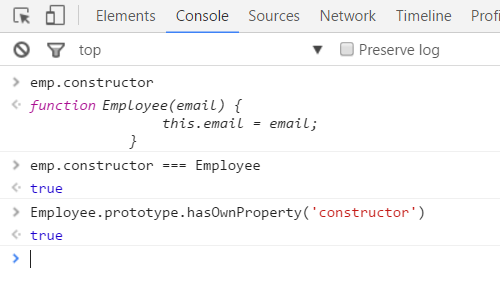 Elements Console Sources Network Timeline
top Preserve log
emp.constructor
function Employee(email) {
this.email = email;
}
emp.constructor === Employee
true
Employee.prototype.hasOwnProperty('constructor')
true